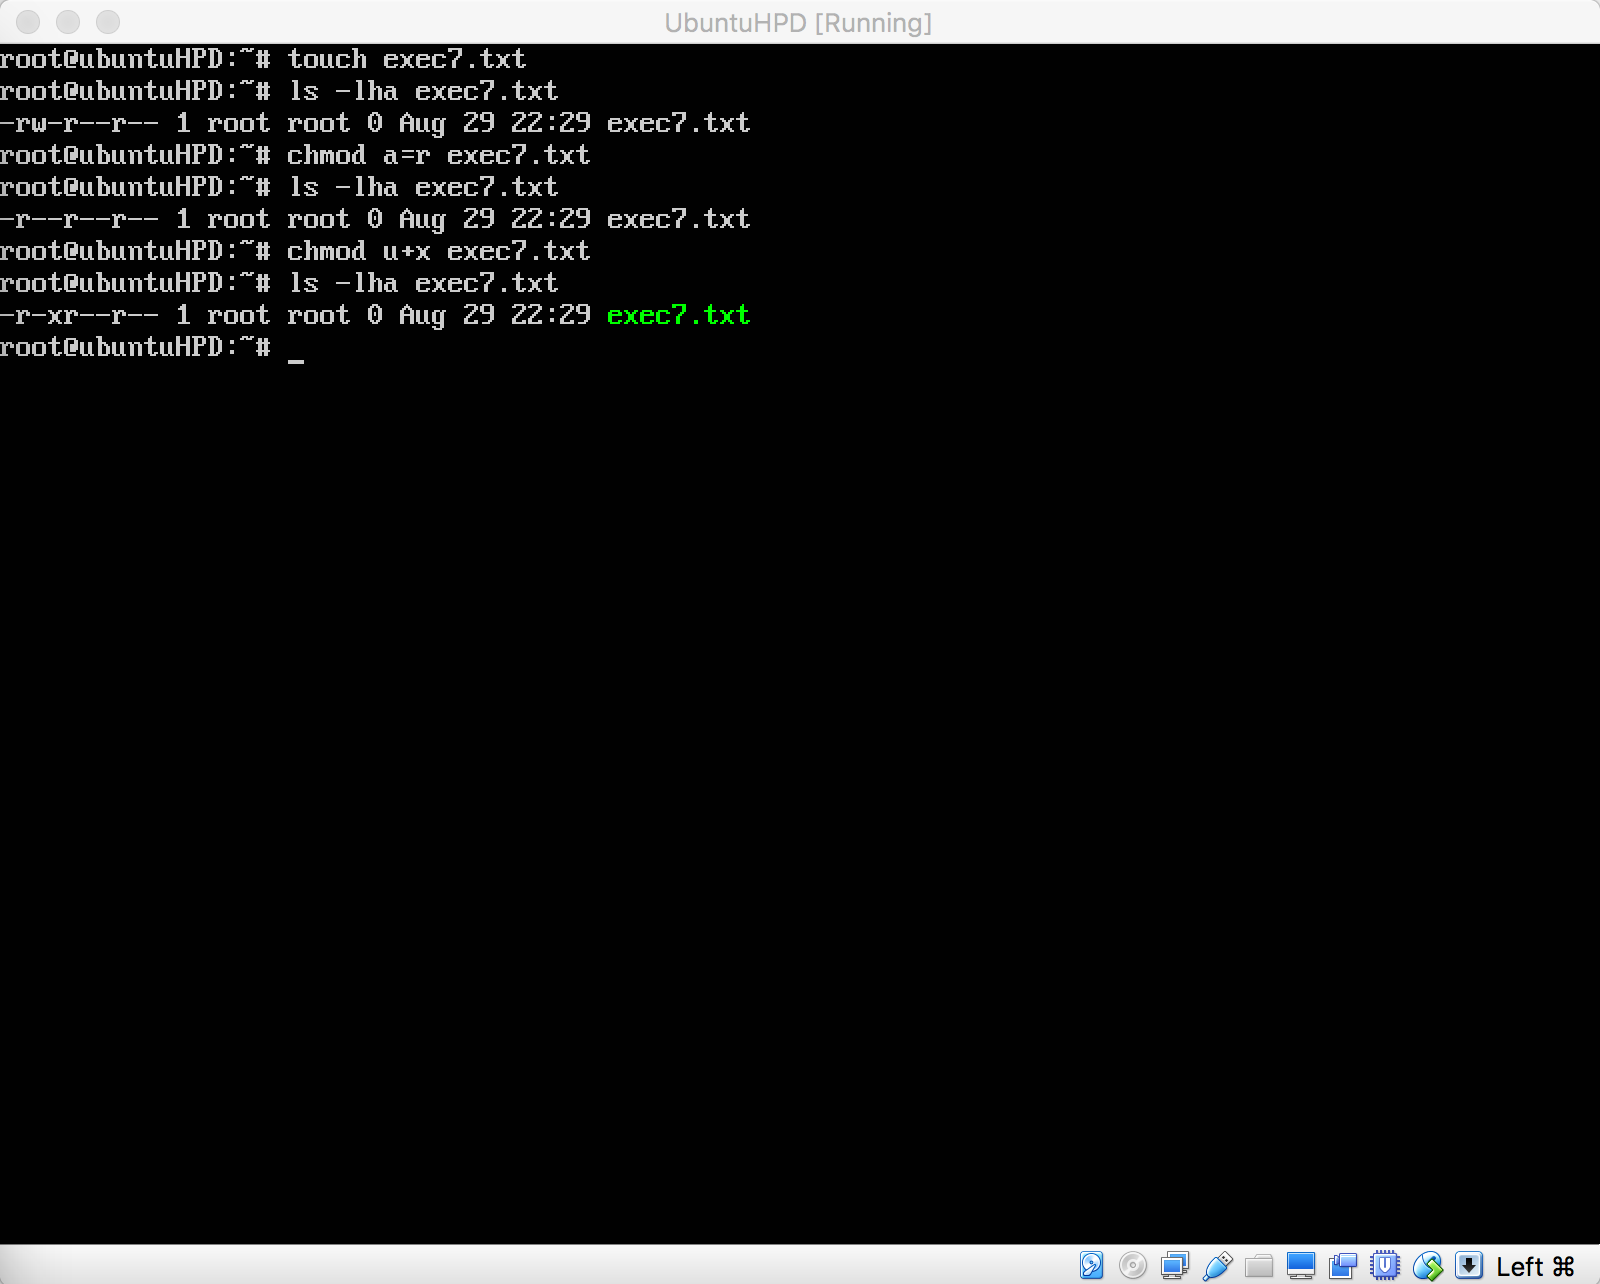 UbuntuHPD [Running]
root@ubuntuHPD:~# touch exec7.txt
root@ubuntuHPD:~# ls -lha exec7.txt
-rw-r--r-- 1 root root 0 Aug 29 22:29 exec7.txt
root@ubuntuHPD:~# chmod a=r exec7.txt
root@ubuntuHPD:~# ls -lha exec7.txt
-r--r--r-- 1 root root 0 Aug 29 22:29 exec7.txt
root@ubuntuHPD:~# chmod u+x exec7.txt
root@ubuntuHPD:~# ls -lha exec7.txt
-r-xr--r-- 1 root root 0 Aug 29 22:29 exec7.txt
root@ubuntuHPD:~# _
Left ⌘